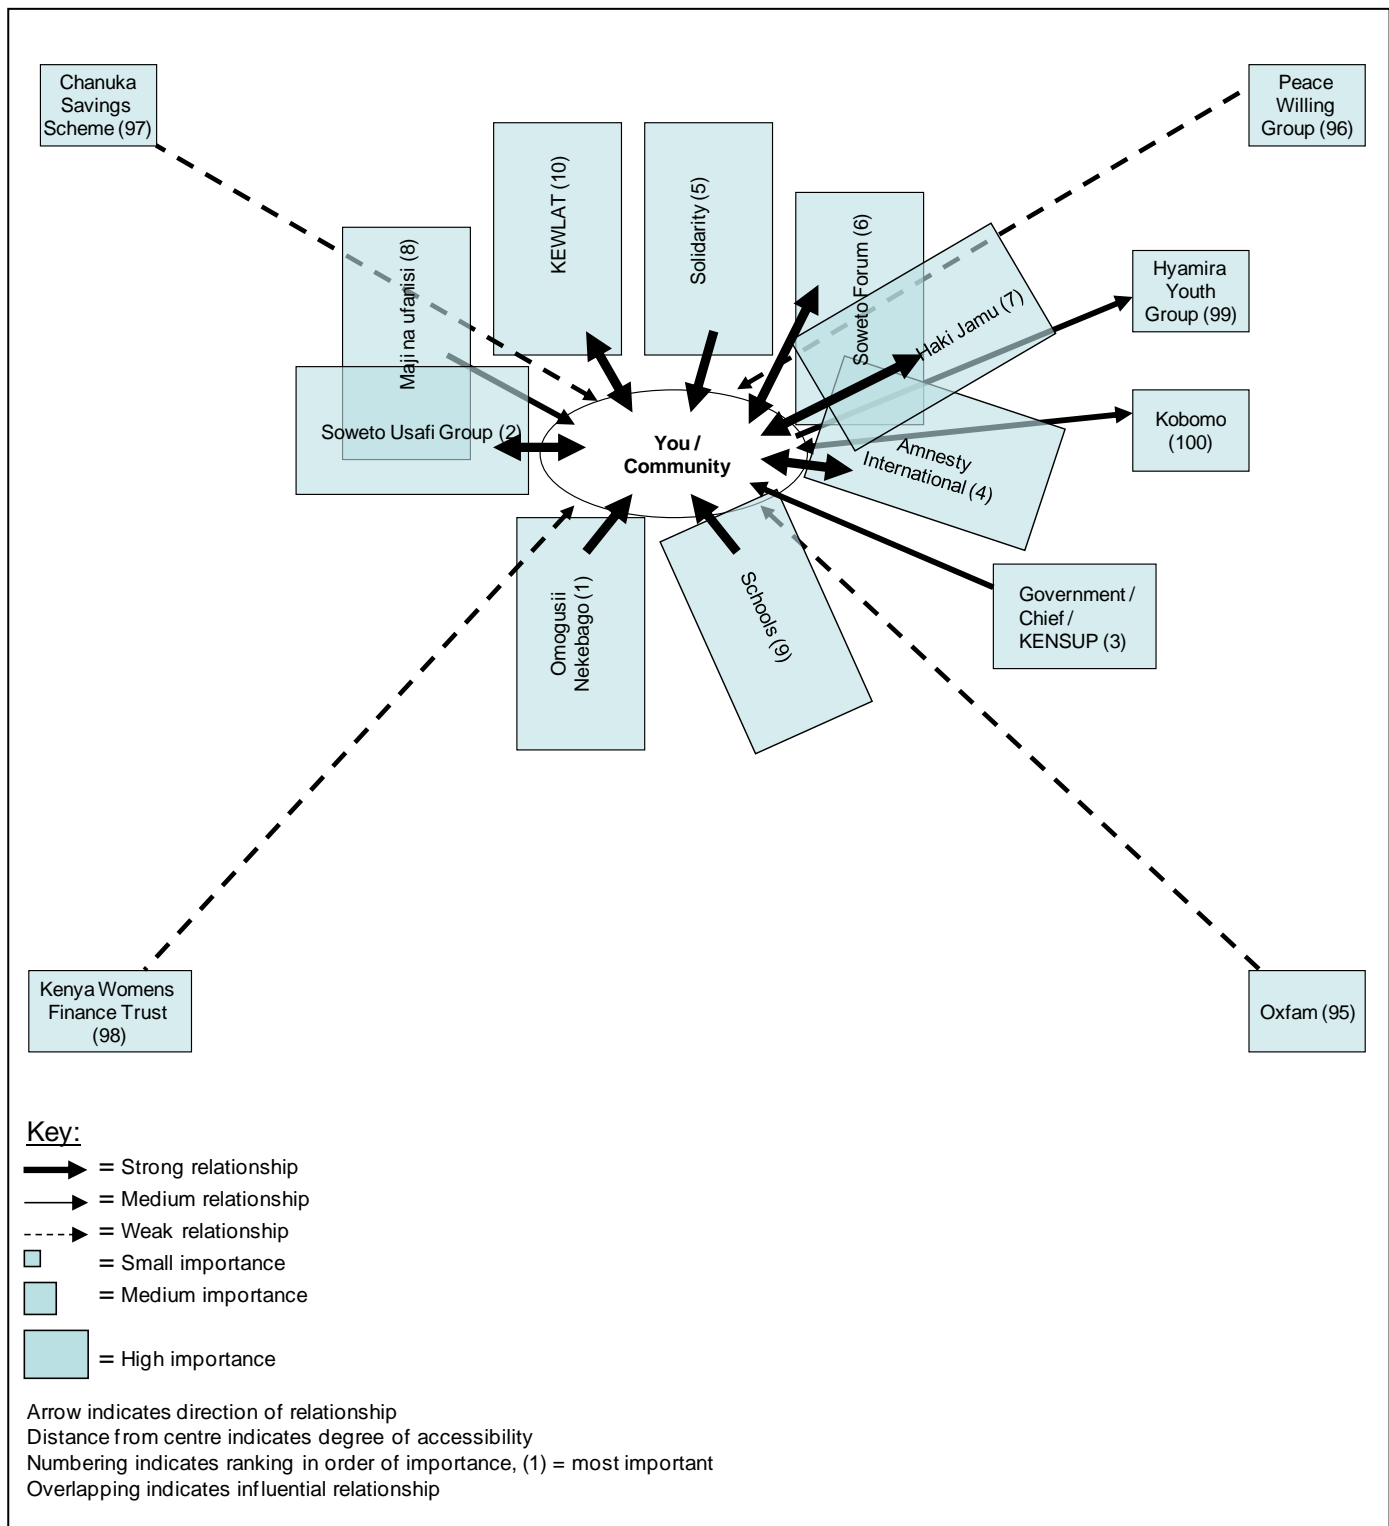 Chanuka
Savings
Scheme (97)
Peace
Willing
Group (96)
KEWLAT (10)
Solidarity (5)
Maji na ufanisi (8)
Soweto Forum (6)
Haki Jamu (7)
Hyamira
Youth
Group (99)
Soweto Usafi Group (2)
You /
Community
Amnesty
International (4)
Kobomo
(100)
Omogusii
Nekebago (1)
Schools (9)
Government /
Chief /
KENSUP (3)
Kenya Womens
Finance Trust
(98)
Oxfam (95)
Key:
= Strong relationship
= Medium relationship
= Weak relationship
= Small importance
= Medium importance
= High importance
Arrow indicates direction of relationship
Distance from centre indicates degree of accessibility
Numbering indicates ranking in order of importance, (1) = most important
Overlapping indicates influential relationship